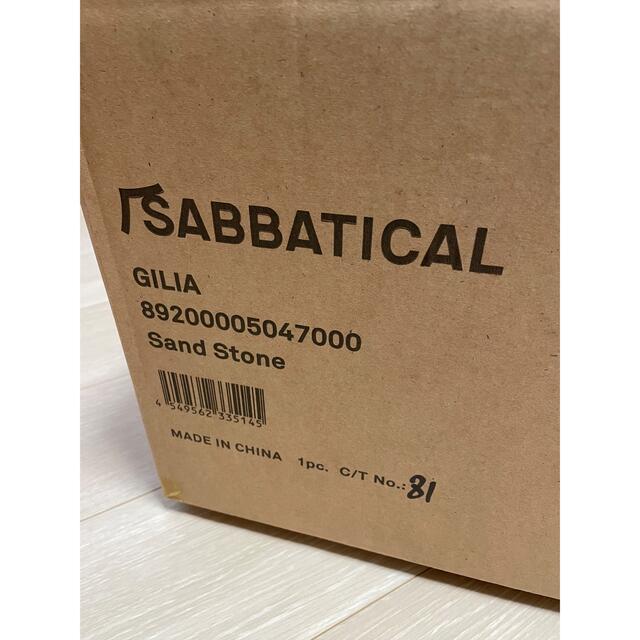 SABBATICAL
GILIA
89200005047000
Sand Stone
4 549562 335145
MADE IN CHINA 1pc. C/T No.: 81